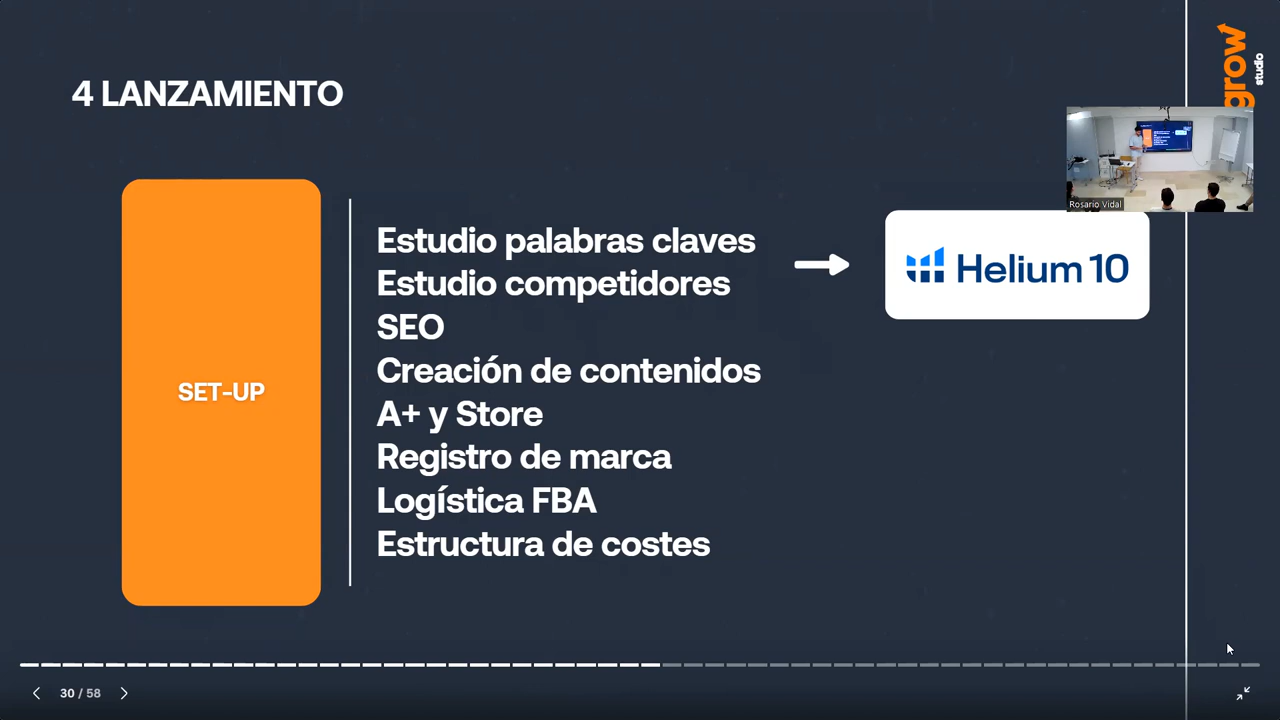 4 LANZAMIENTO
grow
studio
Rosario Vidal
SET-UP
Estudio palabras claves
Estudio competidores
SEO
Creación de contenidos
A+ y Store
Registro de marca
Logística FBA
Estructura de costes
Helium 10
30 / 58